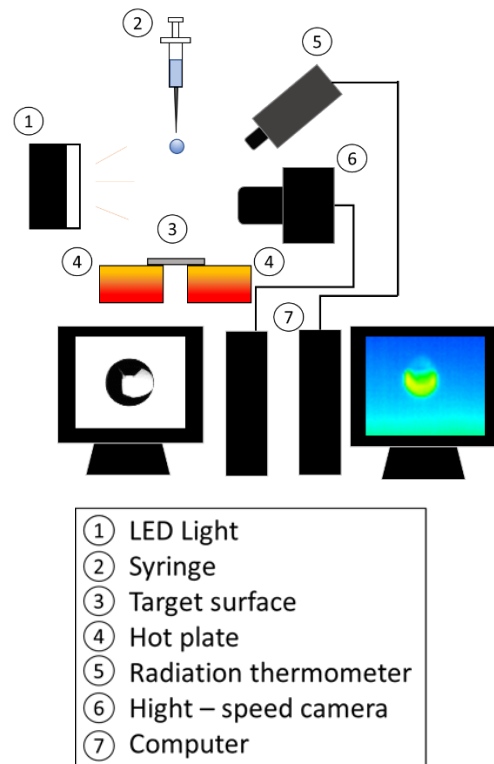 2
5
1
6
3
4
4
7
1 LED Light
2 Syringe
3 Target surface
4 Hot plate
5 Radiation thermometer
6 Hight – speed camera
7 Computer